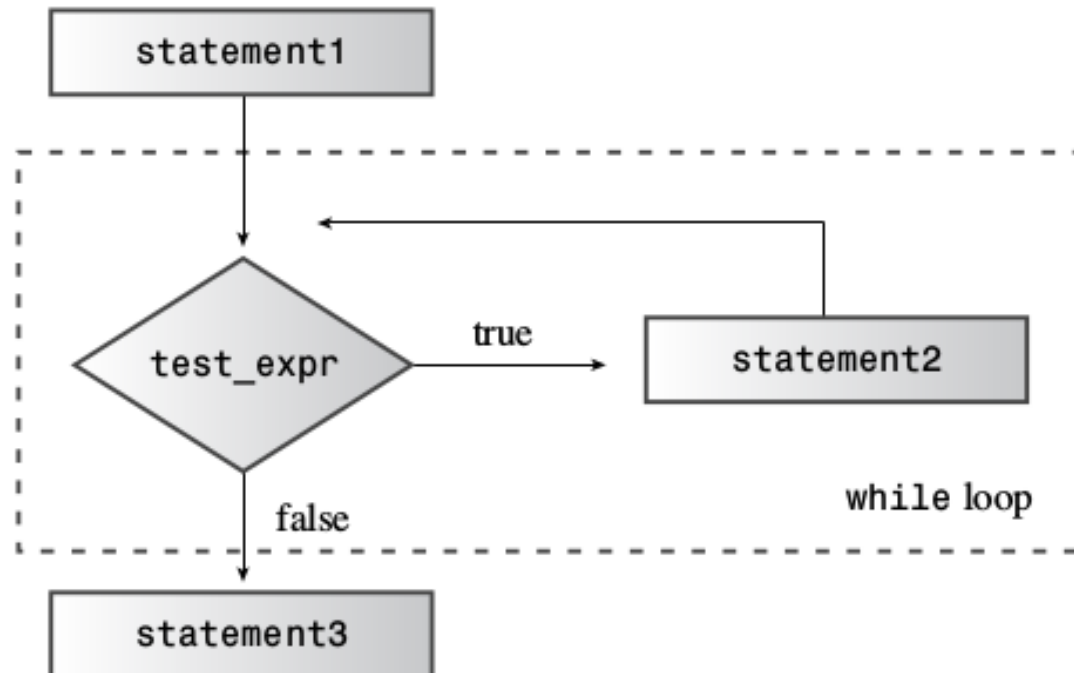 statement1
true
test_expr
statement2
while loop
false
statement3